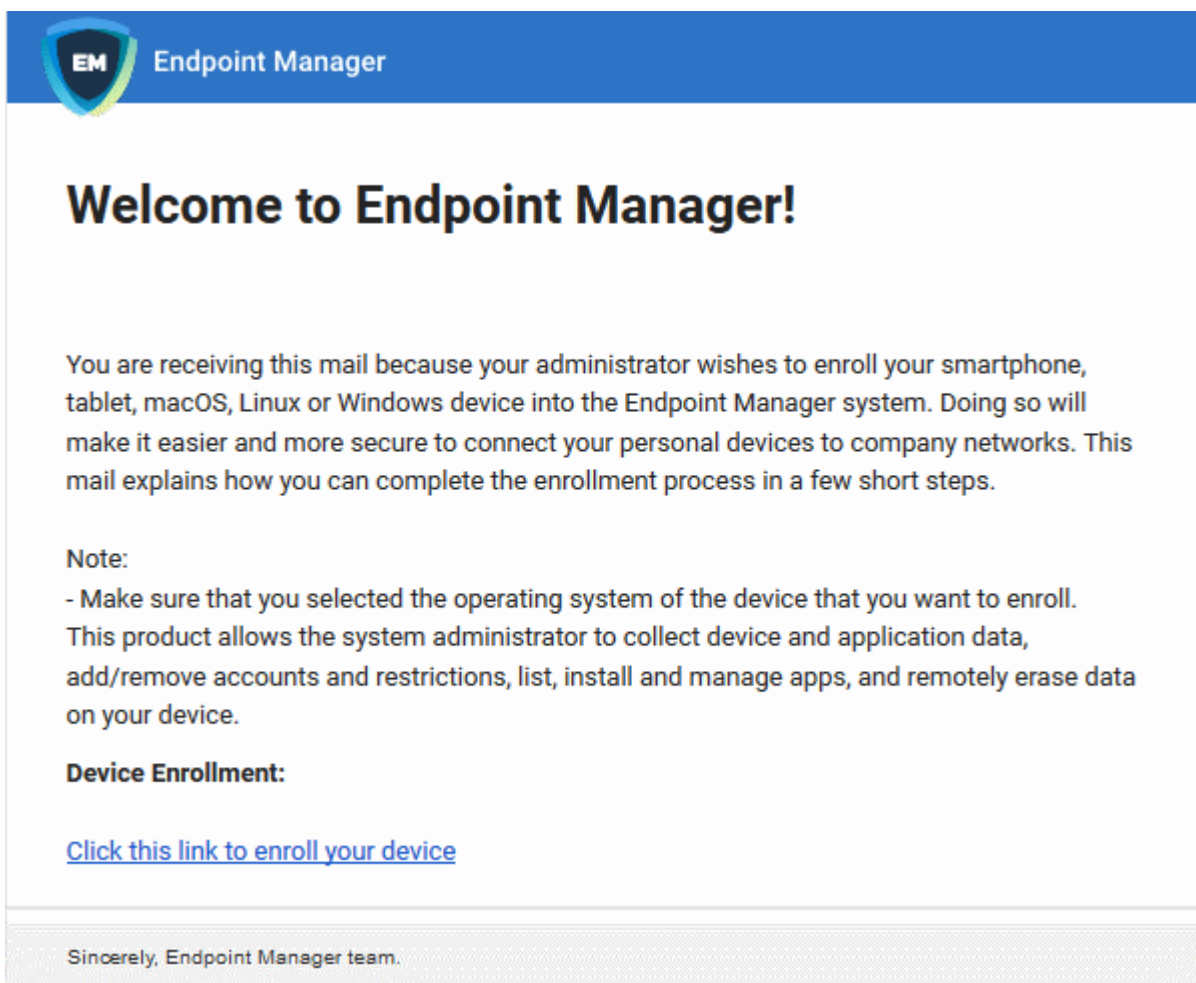 EM Endpoint Manager
Welcome to Endpoint Manager!
You are receiving this mail because your administrator wishes to enroll your smartphone,
tablet, macOS, Linux or Windows device into the Endpoint Manager system. Doing so will
make it easier and more secure to connect your personal devices to company networks. This
mail explains how you can complete the enrollment process in a few short steps.
Note:
- Make sure that you selected the operating system of the device that you want to enroll.
This product allows the system administrator to collect device and application data,
add/remove accounts and restrictions, list, install and manage apps, and remotely erase data
on your device.
Device Enrollment:
Click this link to enroll your device
Sincerely, Endpoint Manager team.